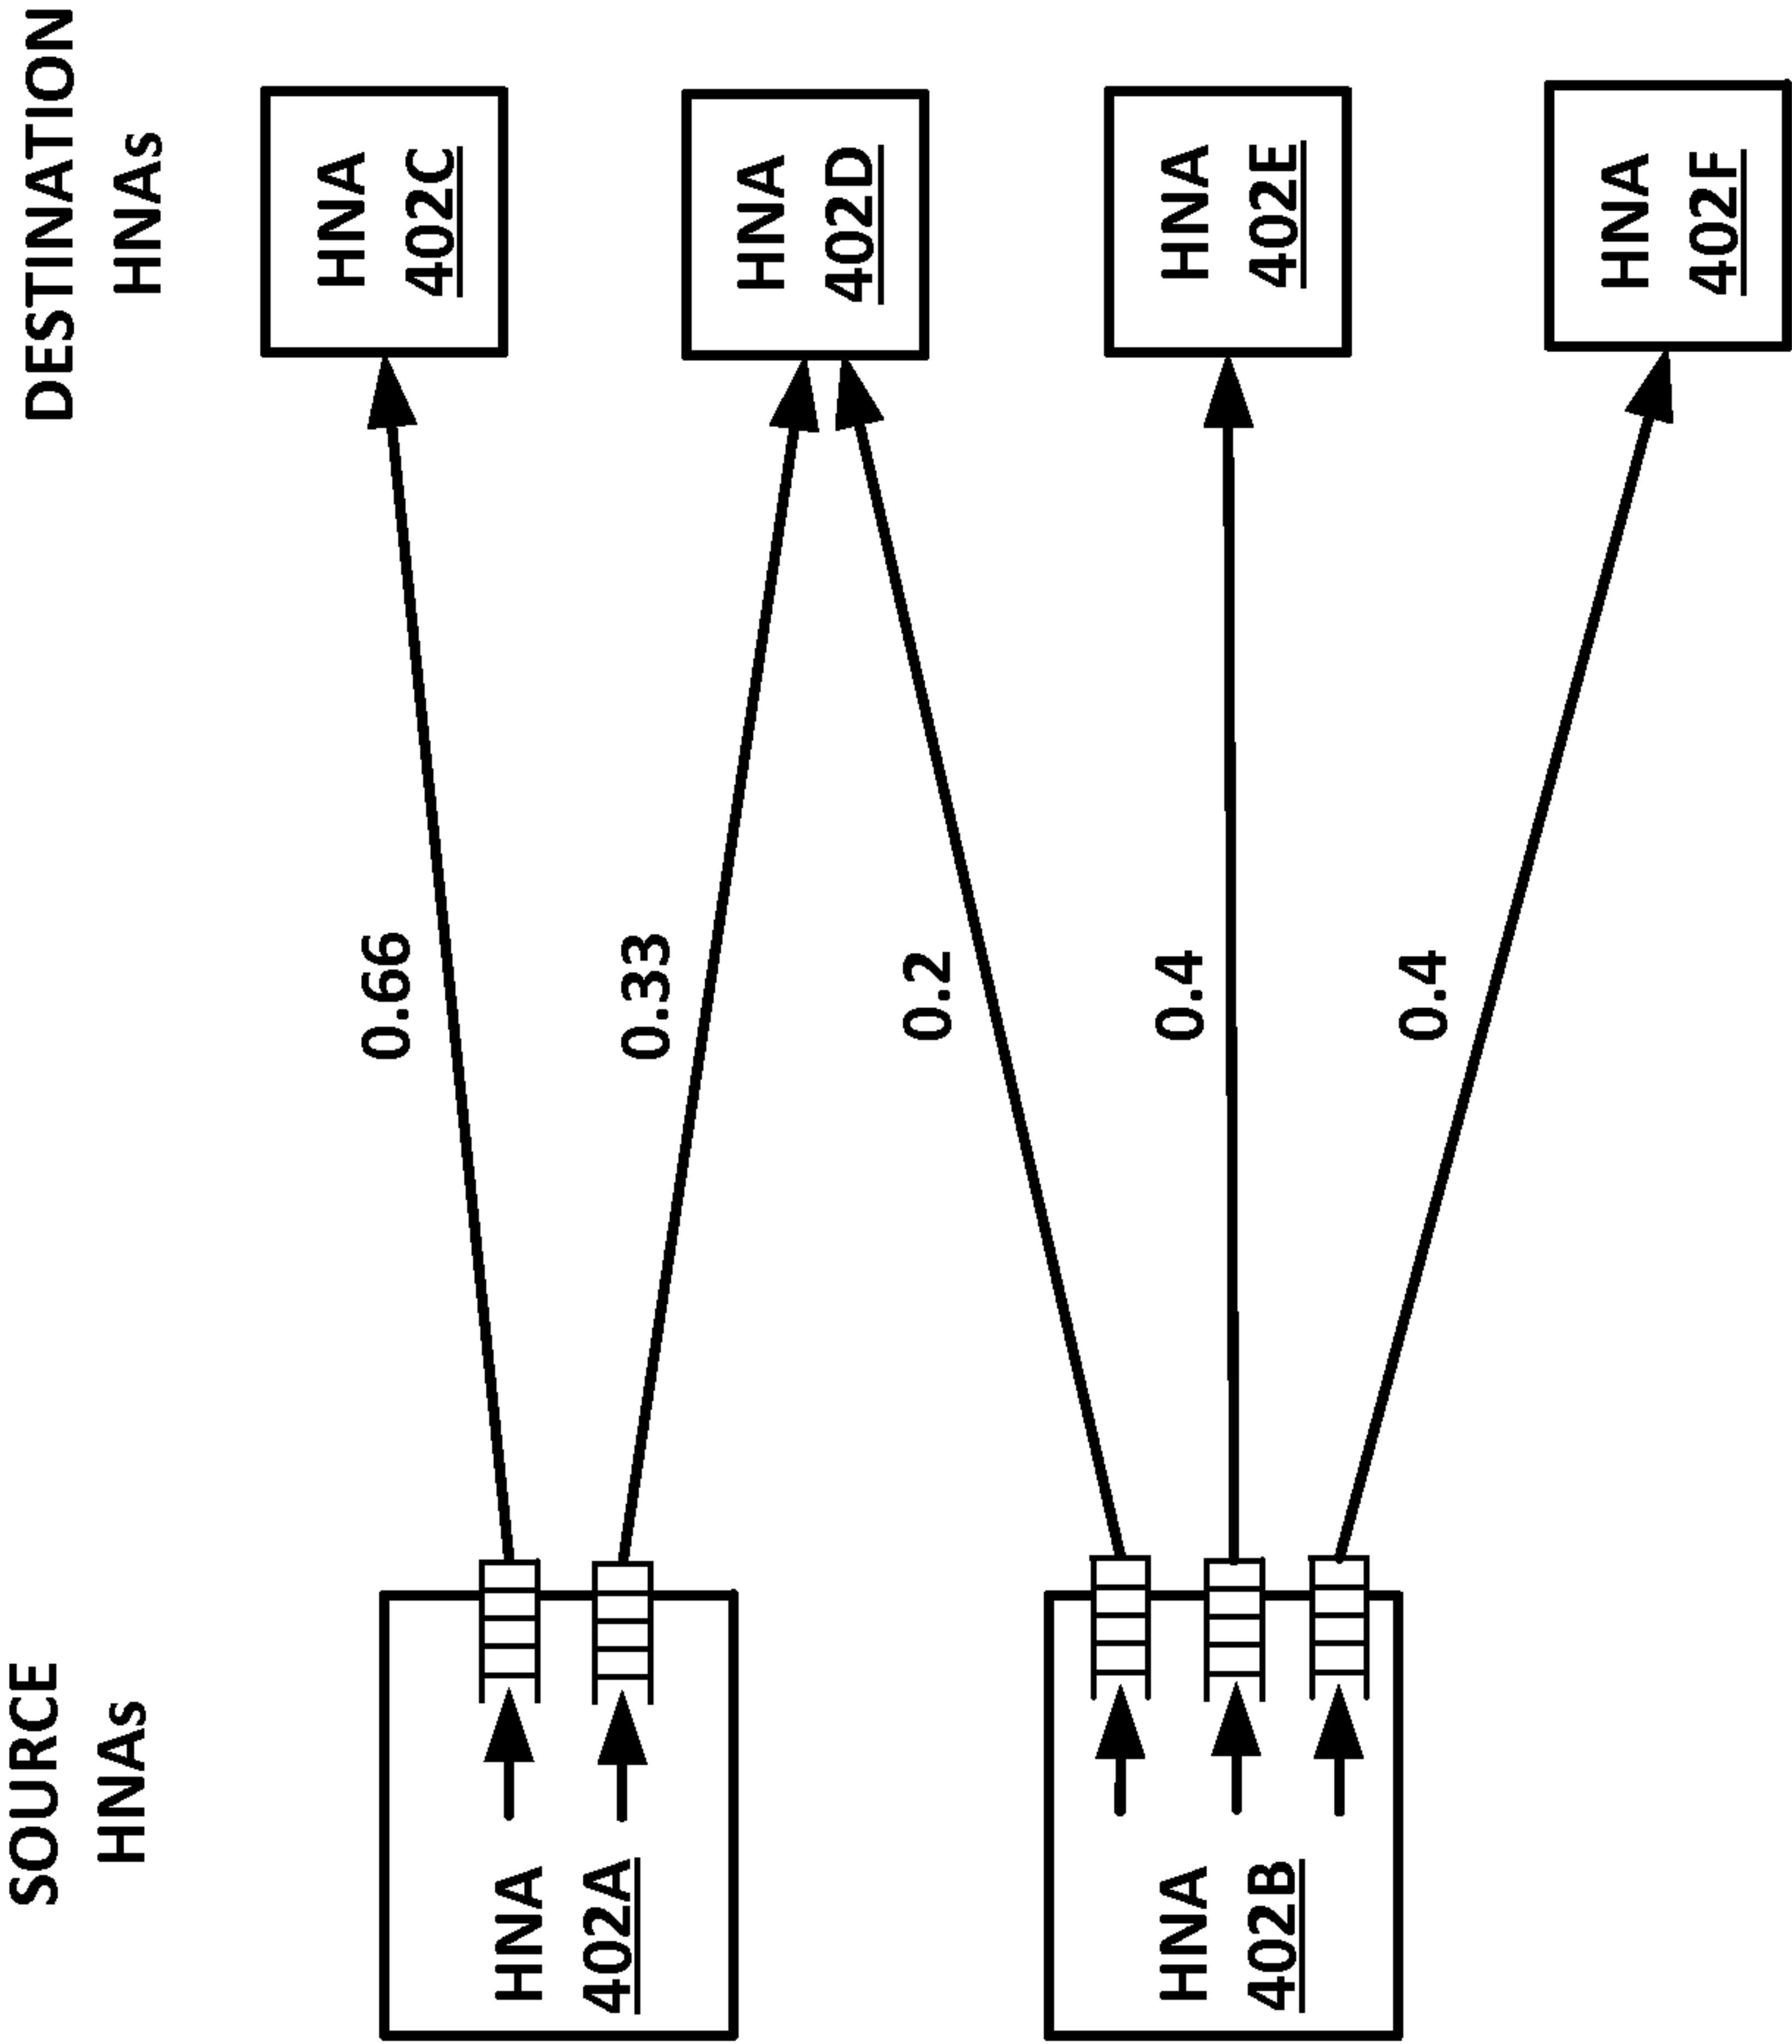 SOURCE
HNAs
DESTINATION
HNAs
HNA
402A
HNA
402B
0.66
0.33
0.2
0.4
0.4
HNA
402C
HNA
402D
HNA
402E
HNA
402F